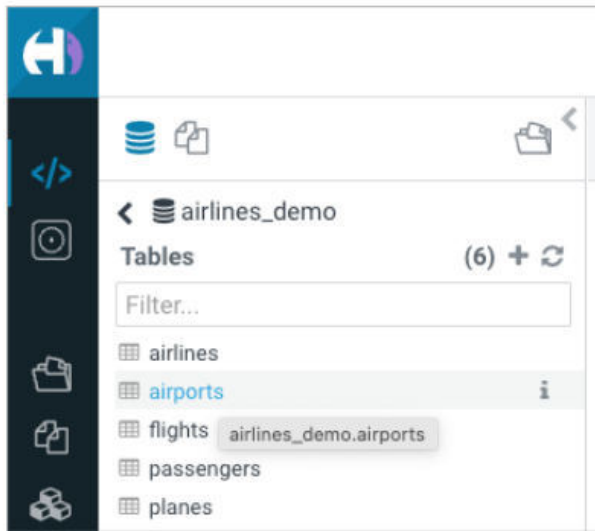 airlines_demo
Tables (6)
Filter...
airlines
airports
flights
airlines_demo.airports
passengers
planes